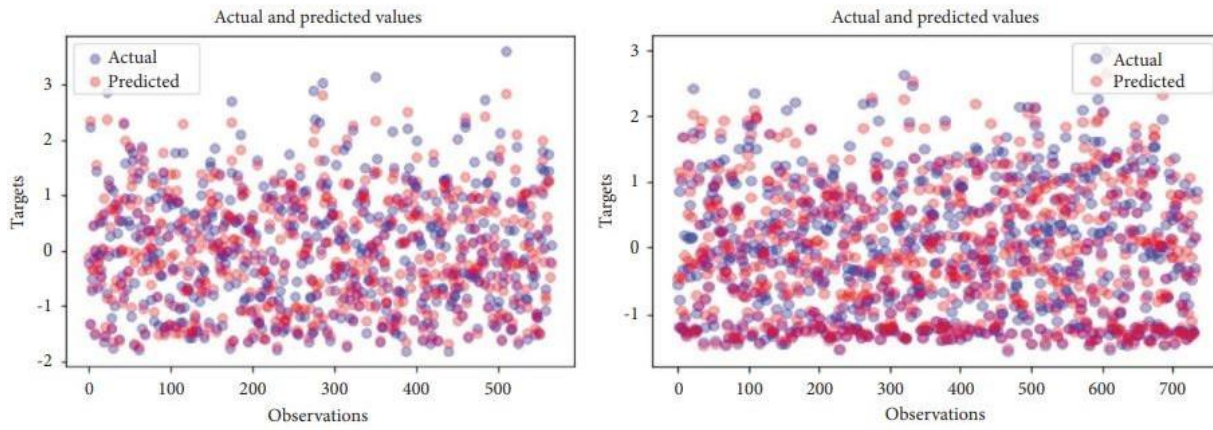 Actual and predicted values
Actual
Predicted
Targets
3
2
1
0
-1
-2
0 100 200 300 400 500
Observations
Actual and predicted values
Actual
Predicted
Targets
3
2
1
0
-1
0 100 200 300 400 500 600 700
Observations